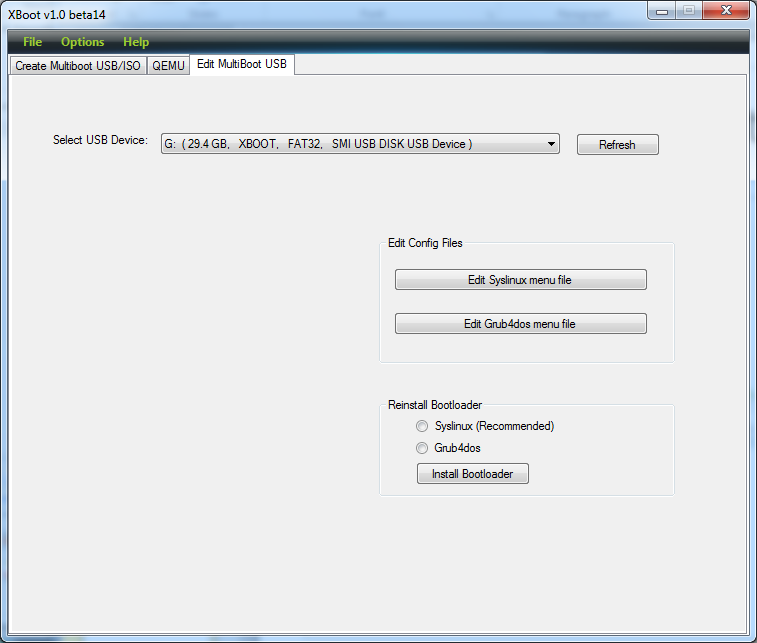 XBoot v1.0 beta14
File Options Help
Create Multiboot USB/ISO QEMU Edit MultiBoot USB
Select USB Device: G: ( 29.4 GB, XBOOT, FAT32, SMI USB DISK USB Device ) Refresh
Edit Config Files
Edit Syslinux menu file
Edit Grub4dos menu file
Reinstall Bootloader
Syslinux (Recommended)
Grub4dos
Install Bootloader